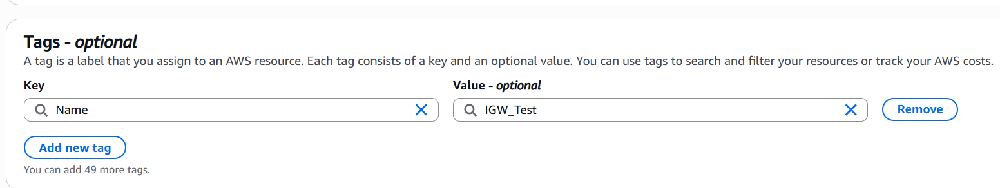 Tags - optional
A tag is a label that you assign to an AWS resource. Each tag consists of a key and an optional value. You can use tags to search and filter your resources or track your AWS costs.
Key
Value - optional
Name
IGW_Test
Remove
Add new tag
You can add 49 more tags.